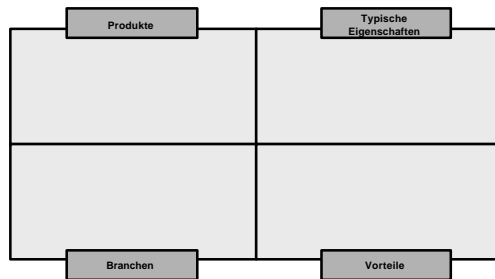 Produkte
Typische
Eigenschaften
Branchen
Vorteile